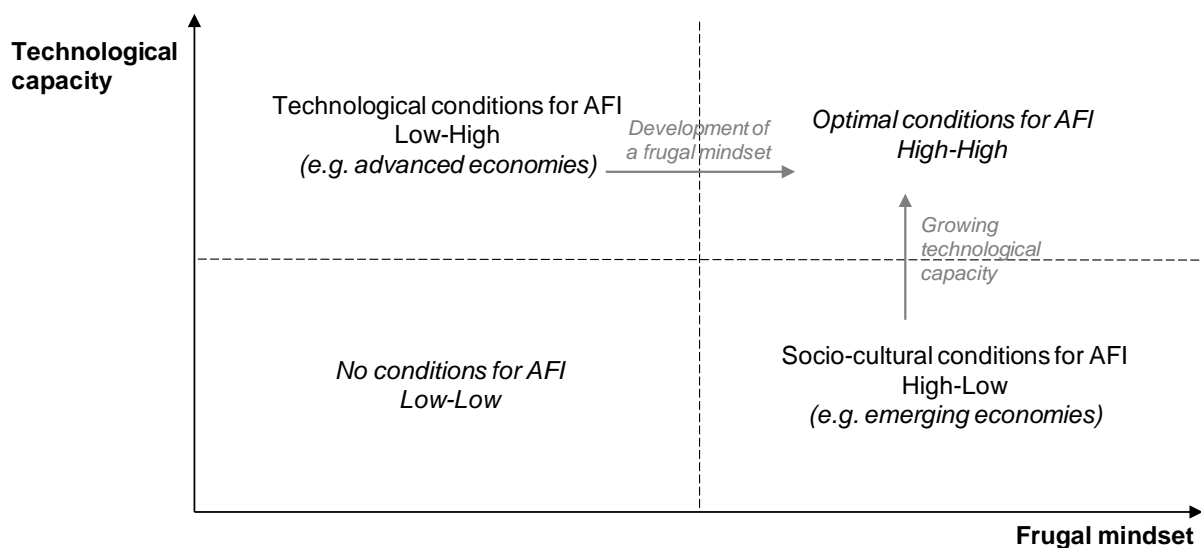 Technological
capacity
Technological conditions for AFI
Low-High
(e.g. advanced economies)
Development of
a frugal mindset
Optimal conditions for AFI
High-High
Growing
technological
capacity
No conditions for AFI
Low-Low
Socio-cultural conditions for AFI
High-Low
(e.g. emerging economies)
Frugal mindset